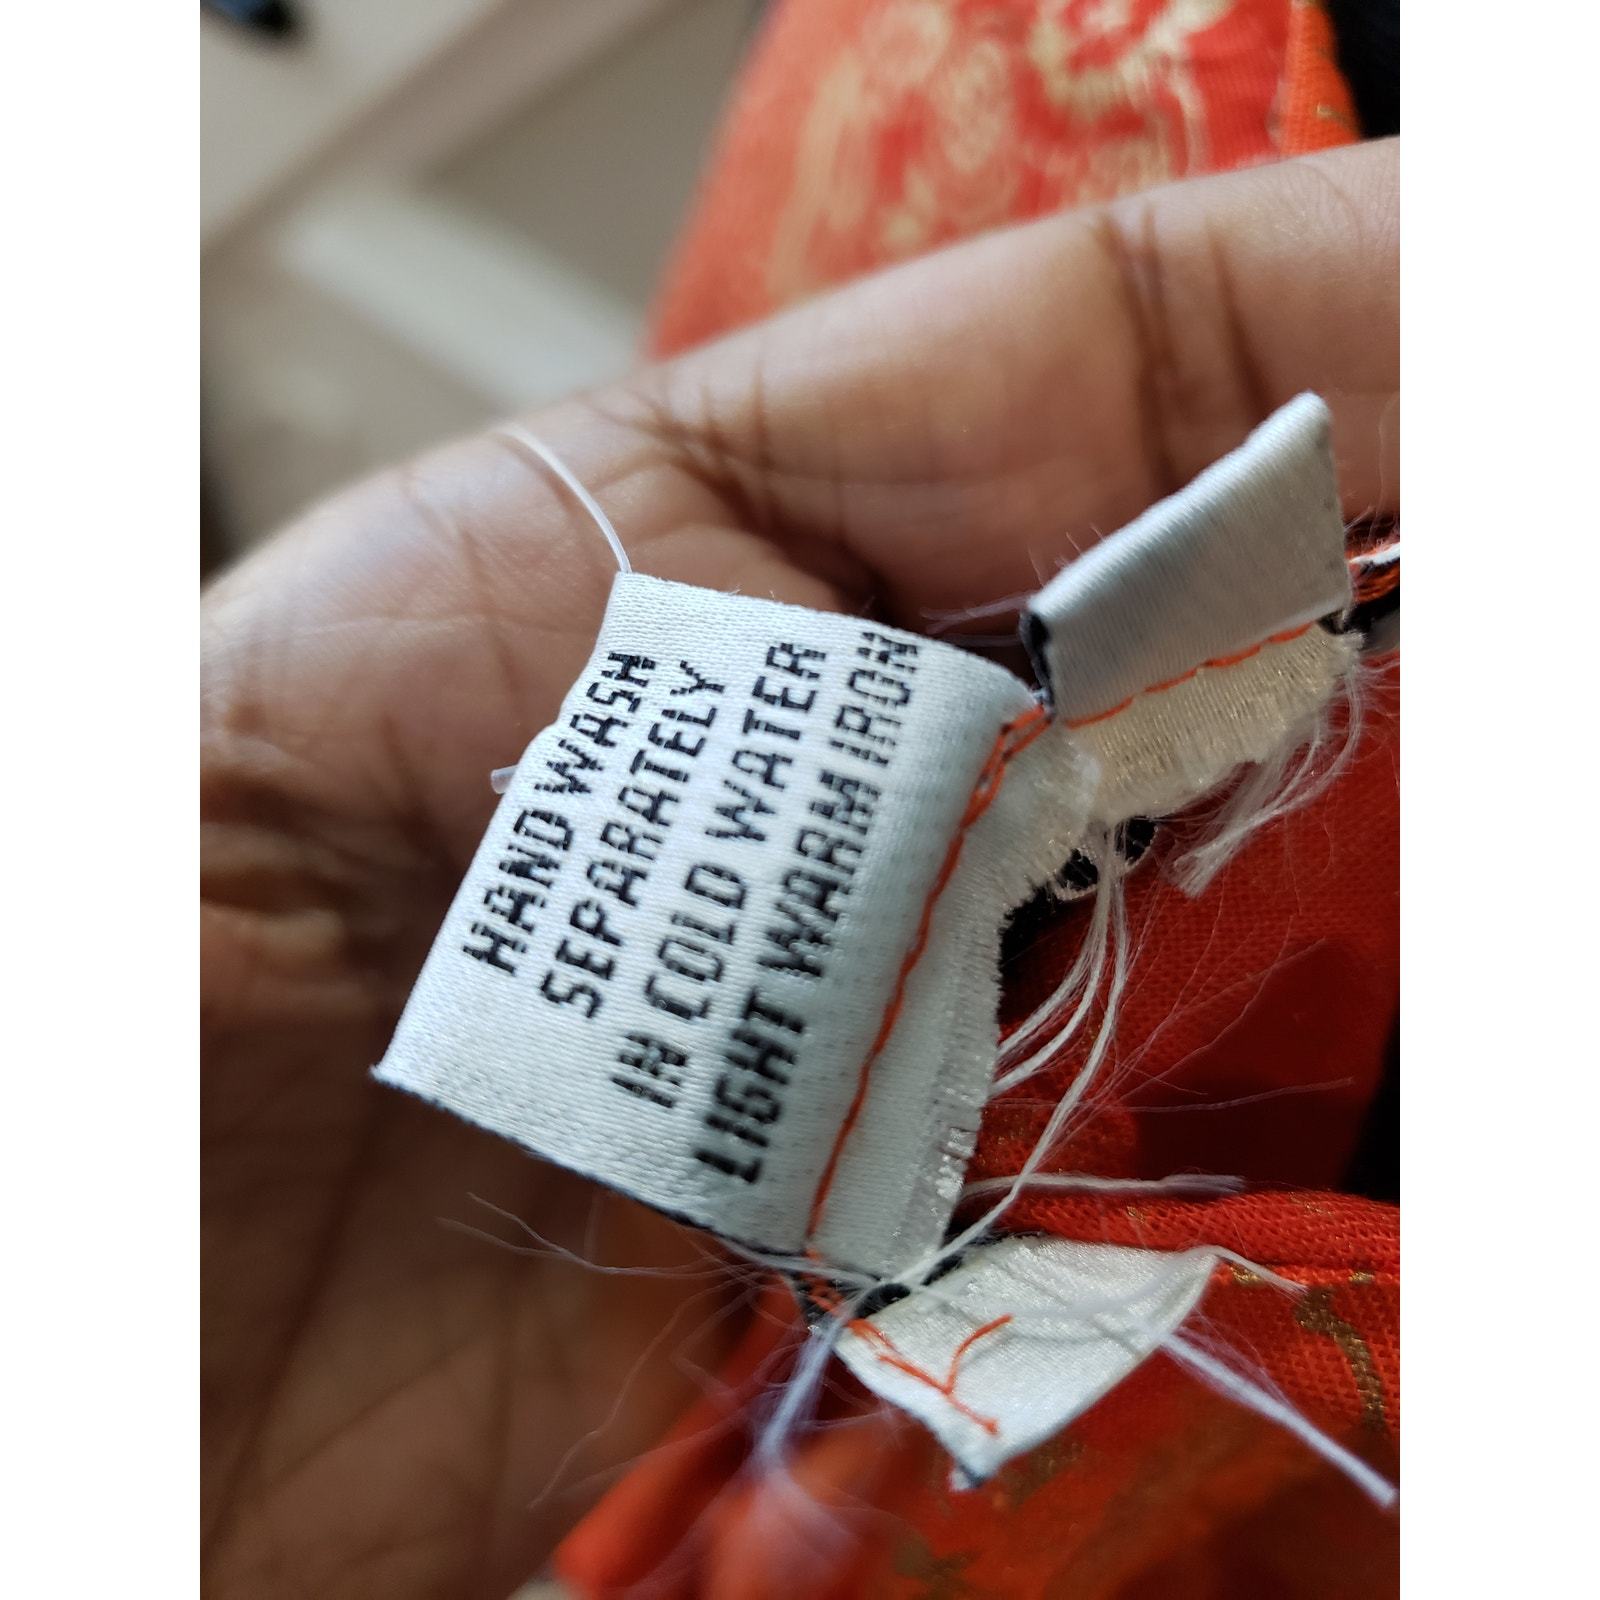 HAND WASH
SEPARATELY
IN COLD WATER
LIGHT WARM IRON